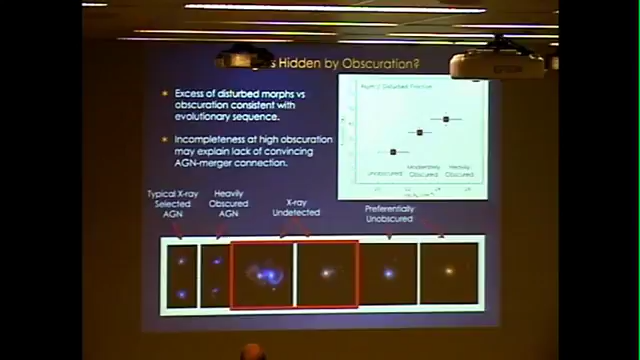 s Hidden by Obscuration?
Excess of disturbed morphs vs
obscuration consistent with
evolutionary sequence.
Incompleteness at high obscuration
may explain lack of convincing
AGN-merger connection.
Disturbed Fraction
Unobscured
Moderately
Obscured
Heavily
Obscured
Typical X-ray
Selected
AGN
Heavily
Obscured
AGN
X-ray
Undetected
Preferentially
Unobscured
EPSON